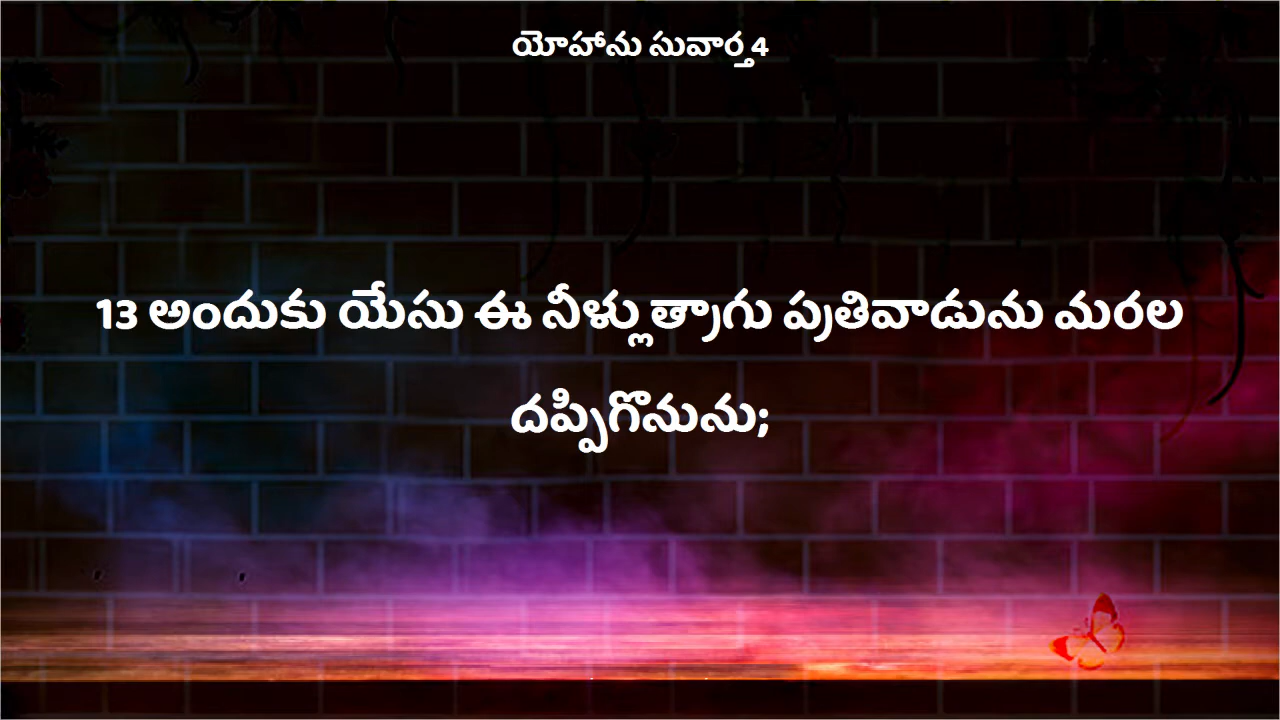 యోహాను సువార్త 4
13 అందుకు యేసు ఈ నీళ్లుత్రాగు ప్రతివాడును మరల
దప్పిగొనును;